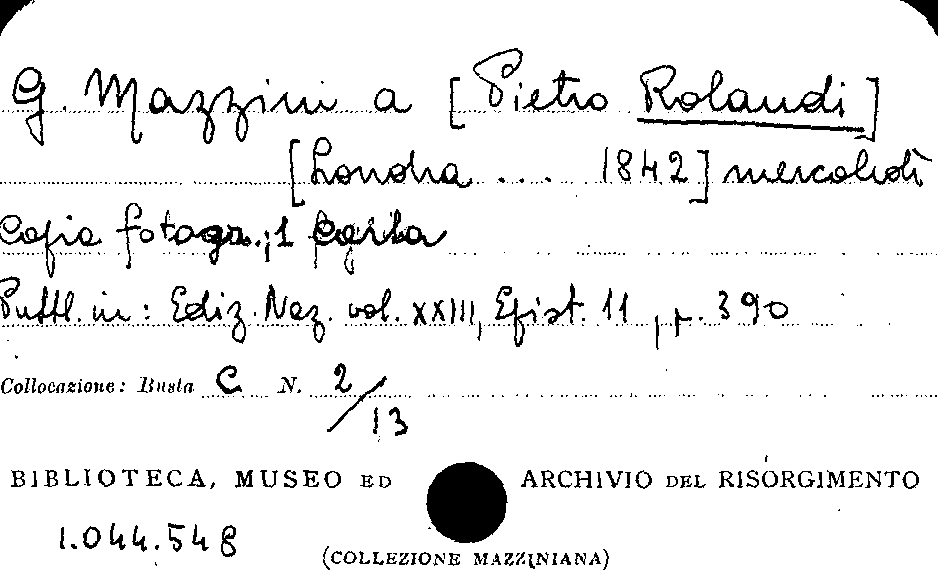 G. Mazzini a [Pietro Rolandi]
[Londra ... 1842] mercoledì
Copia fotogr.; 1 carta
Pubbl. in: Ediz. Naz. vol. XXIII, Epist. 11, p. 390
Collocazione: Busta C N. 2/13
BIBLIOTECA, MUSEO ED ARCHIVIO DEL RISORGIMENTO
1.044.548
(COLLEZIONE MAZZINIANA)